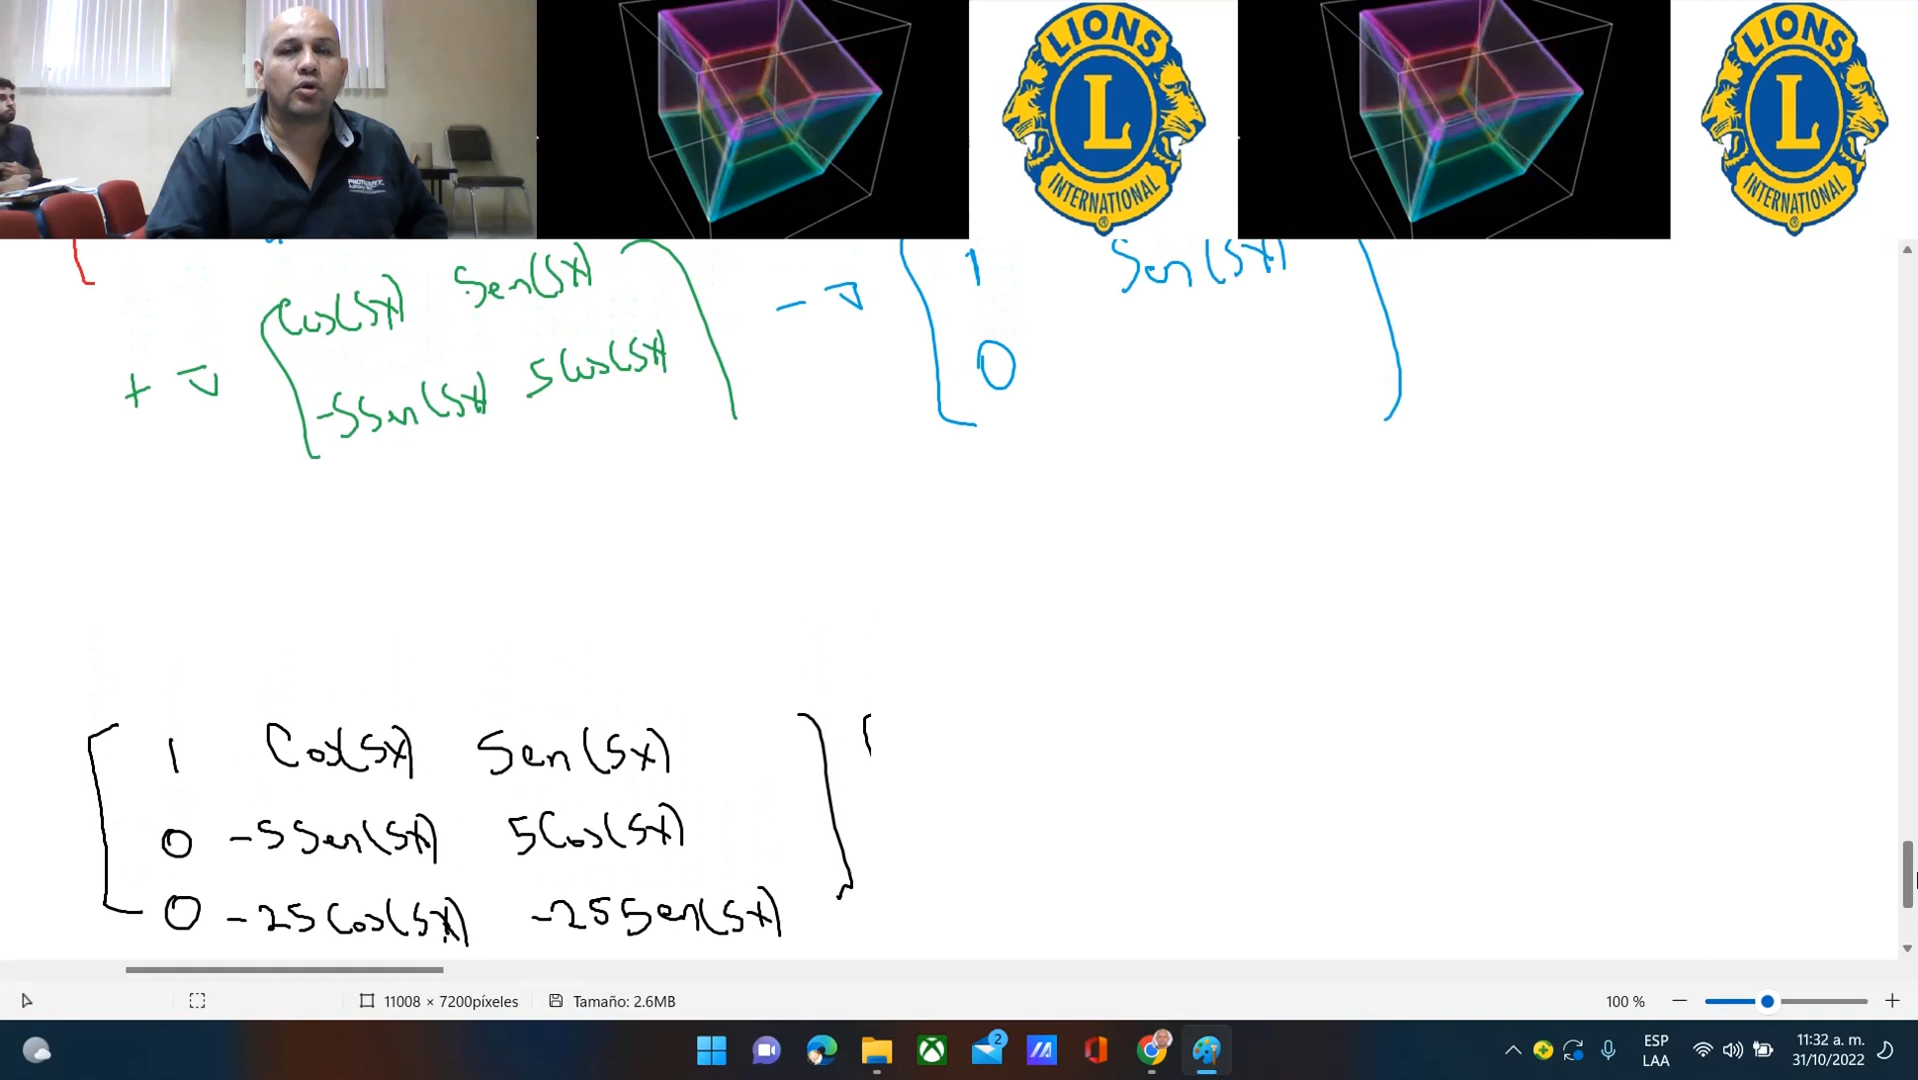 LIONS
L
INTERNATIONAL
®
LIONS
L
INTERNATIONAL
®
+ ∇ [ Cos(5x) Sen(5x)
-5Sen(5x) 5Cos(5x) ]
- ∇ [ 1 Sen(5x)
0 ]
[ 1 Cos(5x) Sen(5x) ]
0 -5Sen(5x) 5Cos(5x)
0 -25Cos(5x) -25Sen(5x)
11008 × 7200píxeles
Tamaño: 2.6MB
100 %
2
ESP
LAA
11:32 a. m.
31/10/2022